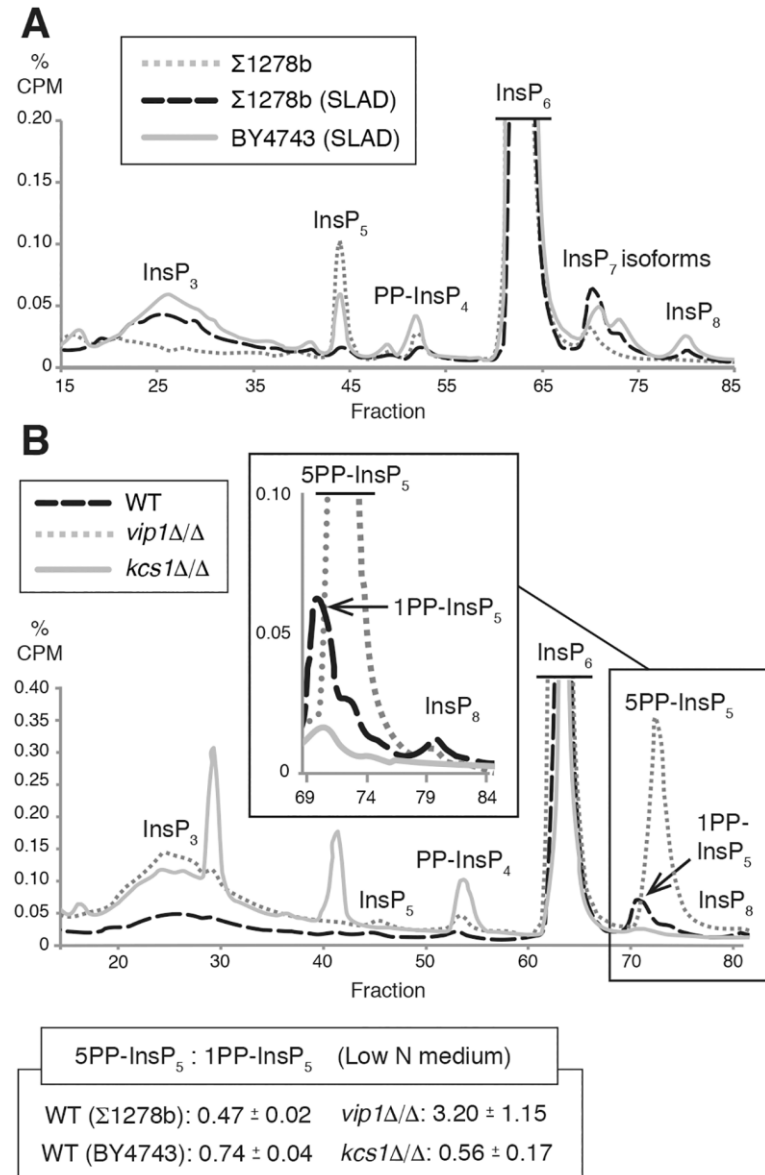 A
%
CPM
Σ1278b
Σ1278b (SLAD)
BY4743 (SLAD)
InsP6
0.20
0.15
0.10
0.05
0
InsP3
InsP5
PP-InsP4
InsP7 isoforms
InsP8
15 25 35 45 55 65 75 85
Fraction
B
WT
vip1Δ/Δ
kcs1Δ/Δ
5PP-InsP5
0.10
0.05
0
1PP-InsP5
InsP8
69 74 79 84
%
CPM
0.40
0.35
0.30
0.25
0.20
0.15
0.10
0.05
0
InsP3
InsP5
PP-InsP4
InsP6
5PP-InsP5
1PP-
InsP5
InsP8
20 30 40 50 60 70 80
Fraction
5PP-InsP5 : 1PP-InsP5 (Low N medium)
WT (Σ1278b): 0.47 ± 0.02 vip1Δ/Δ: 3.20 ± 1.15
WT (BY4743): 0.74 ± 0.04 kcs1Δ/Δ: 0.56 ± 0.17